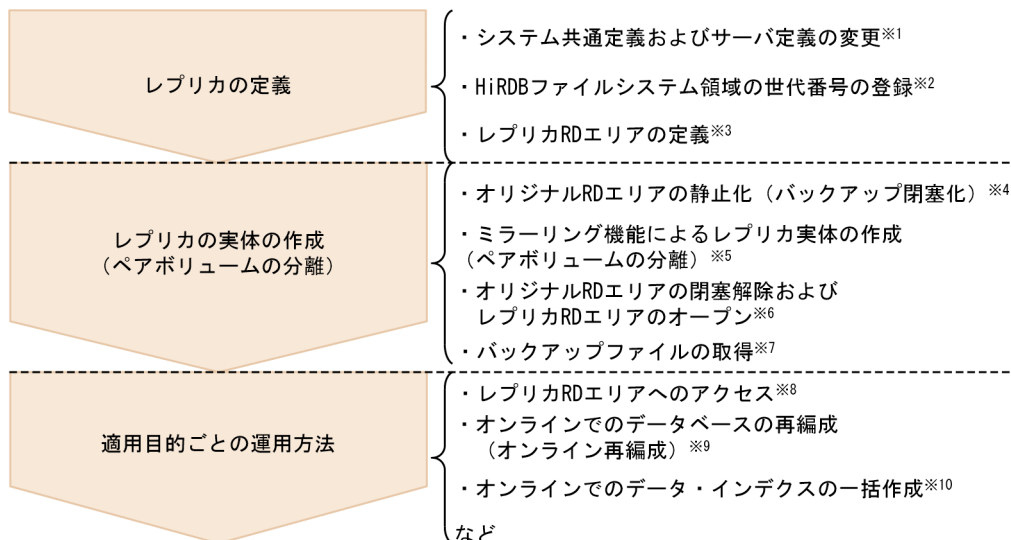 レプリカの定義
・システム共通定義およびサーバ定義の変更※1
・HiRDBファイルシステム領域の世代番号の登録※2
・レプリカRDエリアの定義※3
レプリカの実体の作成
（ペアボリュームの分離）
・オリジナルRDエリアの静止化（バックアップ閉塞化）※4
・ミラーリング機能によるレプリカ実体の作成
（ペアボリュームの分離）※5
・オリジナルRDエリアの閉塞解除および
レプリカRDエリアのオープン※6
・バックアップファイルの取得※7
適用目的ごとの運用方法
・レプリカRDエリアへのアクセス※8
・オンラインでのデータベースの再編成
（オンライン再編成）※9
・オンラインでのデータ・インデクスの一括作成※10
など